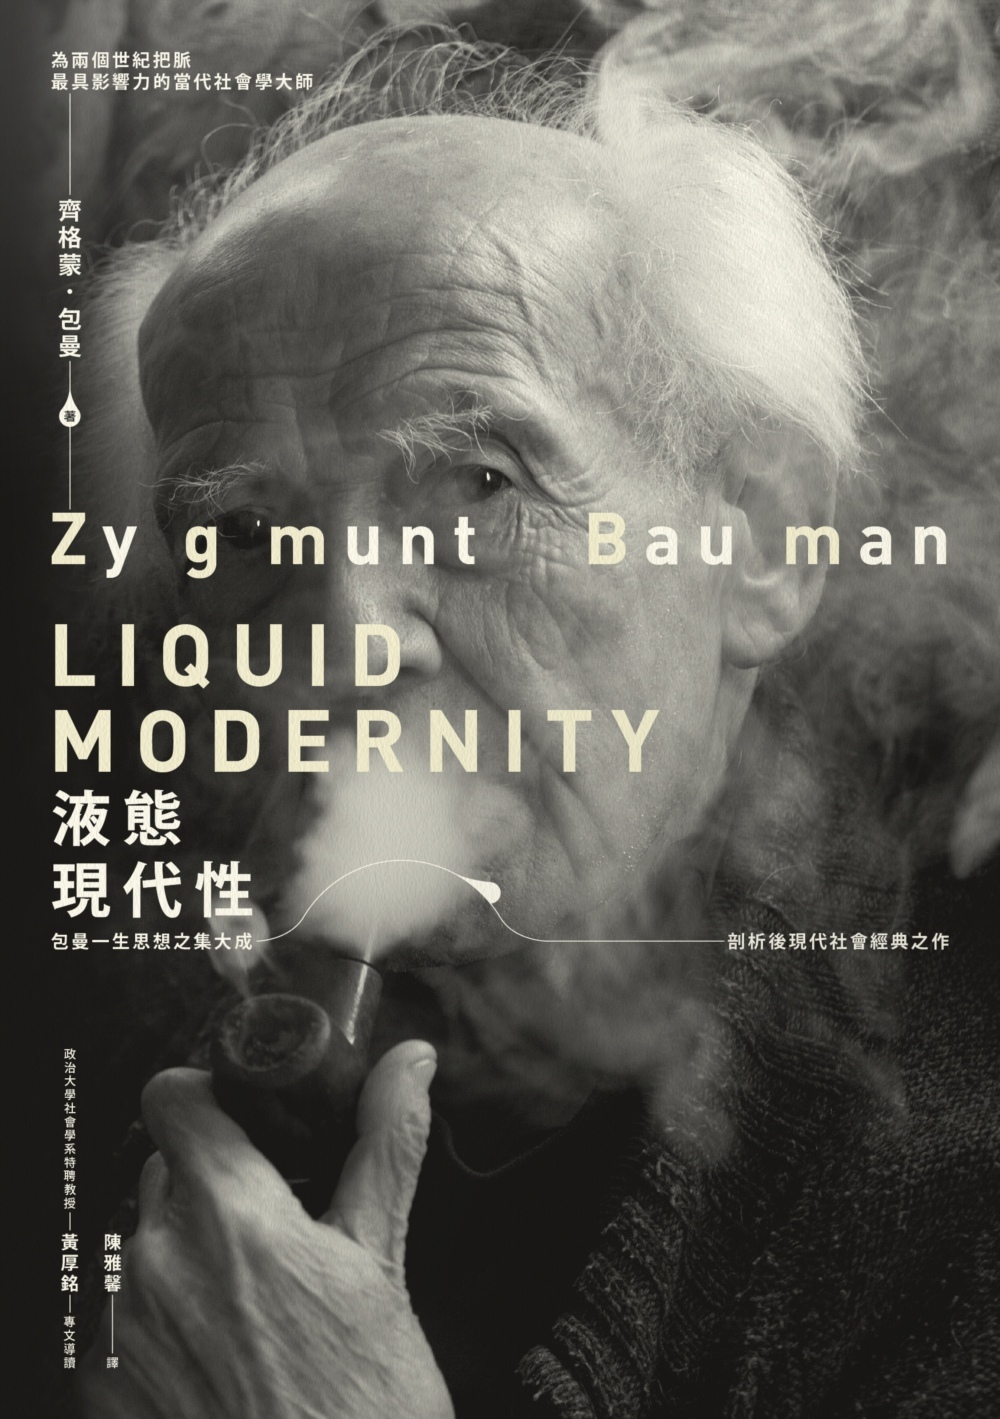 為兩個世紀把脈
最具影響力的當代社會學大師
齊格蒙・包曼
著
Zygmunt Bauman
LIQUID
MODERNITY
液態
現代性
包曼一生思想之集大成
剖析後現代社會經典之作
政治大學社會學系特聘教授
黃厚銘
專文導讀
陳雅馨
譯